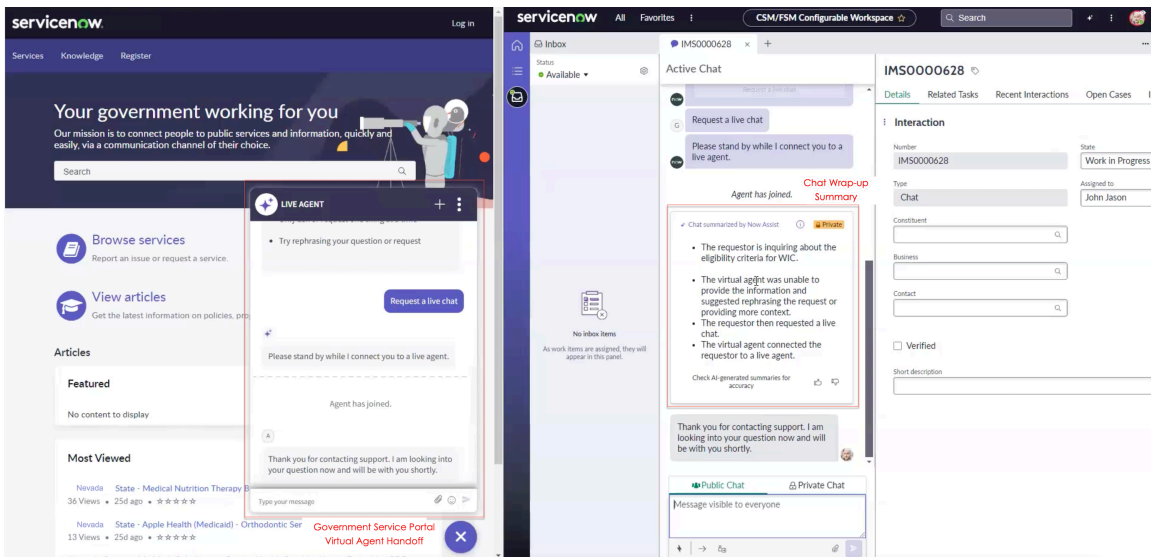 servicenow.
Log in
Services Knowledge Register
Your government working for you
Our mission is to connect people to public services and information, quickly and
easily, via a communication channel of their choice.
Search
Browse services
Report an issue or request a service.
View articles
Get the latest information on policies,
Articles
Featured
No content to display
Most Viewed
Nevada State - Medical Nutrition Therapy
36 Views • 25d ago •
Nevada State - Apple Health (Medicaid) - Orthodontic Ser
13 Views • 25d ago •
LIVE AGENT
• Try rephrasing your question or request
Request a live chat
Please stand by while I connect you to a live agent.
Agent has joined.
A
Thank you for contacting support. I am looking into
your question now and will be with you shortly.
Type your message
Government Service Portal
Virtual Agent Handoff
servicenow All Favorites
CSM/FSM Configurable Workspace
Search
Inbox
Status
Available
No inbox items
As work items are assigned, they will
appear in this panel.
IMS0000628 × +
Active Chat
Request a live chat
now
G
Request a live chat
Please stand by while I connect you to a
live agent.
now
Agent has joined.
Chat Wrap-up
Summary
Chat summarized by Now Assist
Private
• The requestor is inquiring about the
eligibility criteria for WIC.
• The virtual agent was unable to
provide the information and
suggested rephrasing the request or
providing more context.
• The requestor then requested a live
chat.
• The virtual agent connected the
requestor to a live agent.
Check AI-generated summaries for
accuracy
Thank you for contacting support. I am
looking into your question now and will
be with you shortly.
Public Chat Private Chat
Message visible to everyone
IMS0000628
Details Related Tasks Recent Interactions Open Cases
Interaction
Number
IMS0000628
State
Work in Progress
Type
Chat
Assigned to
John Jason
Constituent
Business
Contact
Verified
Short description